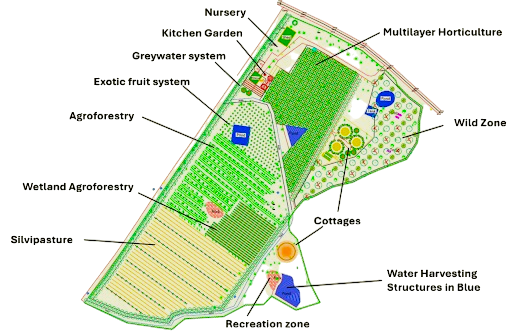 Nursery
Kitchen Garden
Greywater system
Exotic fruit system
Agroforestry
Wetland Agroforestry
Silvipasture
Multilayer Horticulture
Wild Zone
Cottages
Water Harvesting
Structures in Blue
Recreation zone